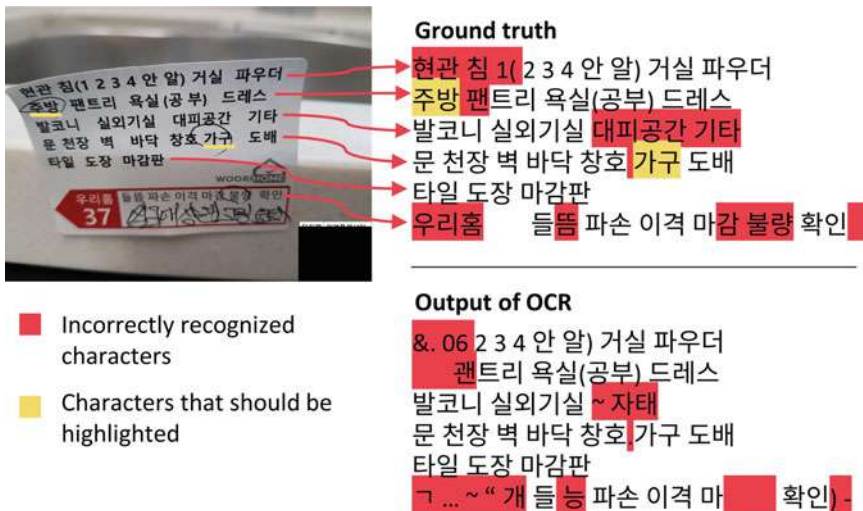 현관 침(1 2 3 4 안 알) 거실 파우더
주방 팬트리 욕실(공 부) 드레스
발코니 실외기실 대피공간 기타
문 천장 벽 바닥 창호 가구 도배
타일 도장 마감판
WOORIHOME
우리홈 들뜸 파손 이격 마감 불량 확인
37
Incorrectly recognized
characters
Characters that should be
highlighted
Ground truth
현관 침 1( 2 3 4 안 알) 거실 파우더
주방 팬트리 욕실(공부) 드레스
발코니 실외기실 대피공간 기타
문 천장 벽 바닥 창호 가구 도배
타일 도장 마감판
우리홈 들뜸 파손 이격 마감 불량 확인
Output of OCR
&. 06 2 3 4 안 알) 거실 파우더
괜트리 욕실(공부) 드레스
발코니 실외기실 ~ 자태
문 천장 벽 바닥 창호.가구 도배
타일 도장 마감판
ㄱ ... ~ “ 개 들 능 파손 이격 마 확인) -